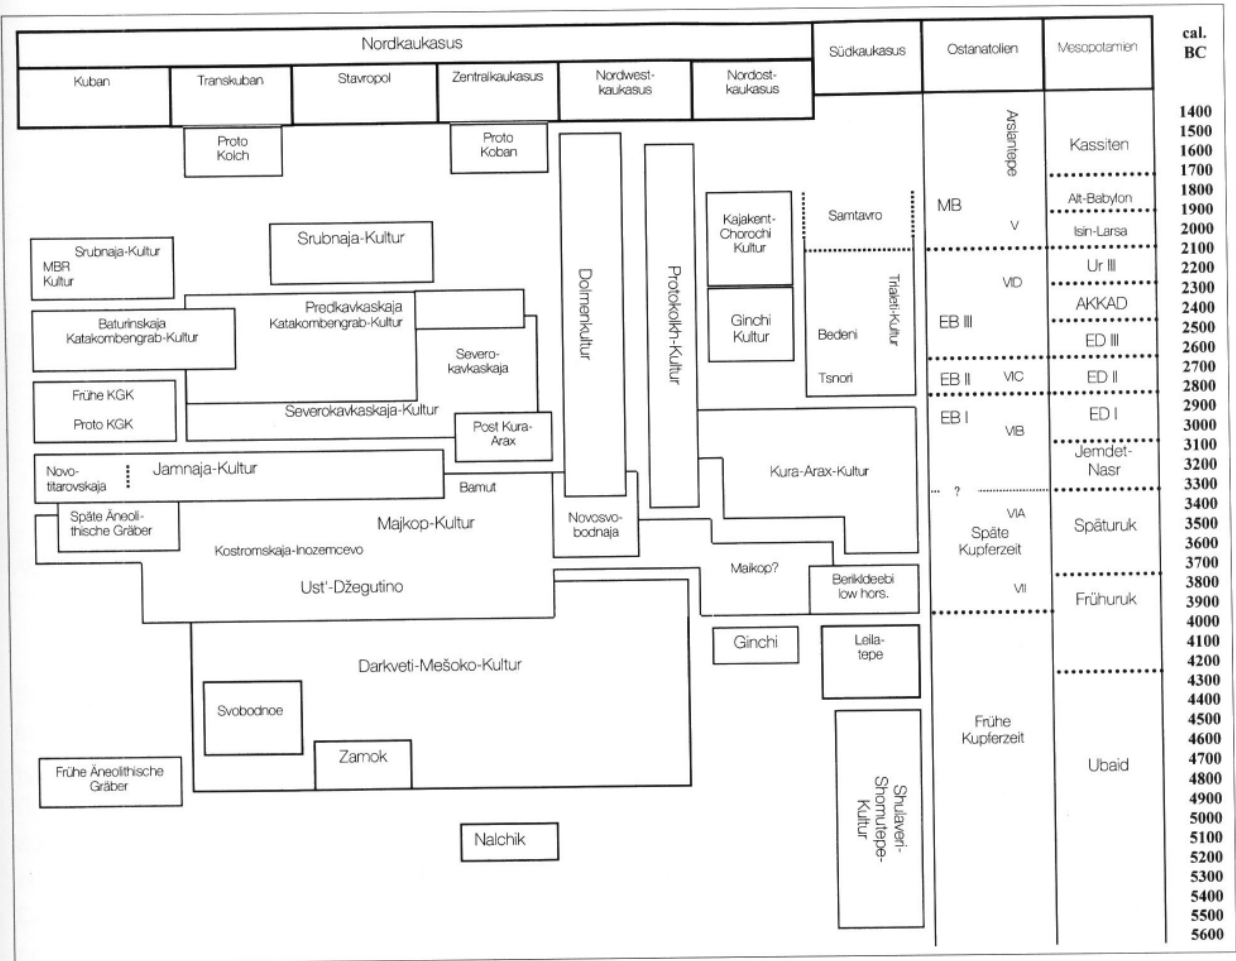 Nordkaukasus
Südkaukasus
Ostanatolien
Mesopotamien
cal.
BC
Kuban
Transkuban
Stavropol
Zentralkaukasus
Nordwest-
kaukasus
Nordost-
kaukasus
Proto
Kolch
Proto
Koban
Srubnaja-Kultur
MBR
Kultur
Srubnaja-Kultur
Baturinskaja
Katakombengrab-Kultur
Predkavkaskaja
Katakombengrab-Kultur
Severo-
kavkaskaja
Frühe KGK
Proto KGK
Severokavkaskaja-Kultur
Post Kura-
Arax
Novo-
titarovskaja
Jamnaja-Kultur
Bamut
Späte Äneoli-
thische Gräber
Majkop-Kultur
Kostromskaja-Inozemcevo
Ust'-Džegutino
Novosvo-
bodnaja
Dolmenkultur
Protokolkh-Kultur
Kajakent-
Chorochi
Kultur
Ginchi
Kultur
Samtavro
Trialeti-Kultur
Bedeni
Tsnori
Kura-Arax-Kultur
Maikop?
Berikldeebi
low hors.
Ginchi
Leila-
tepe
Darkveti-Mešoko-Kultur
Svobodnoe
Zamok
Frühe Äneolithische
Gräber
Nalchik
Shulaveri-
Shomutepe-
Kultur
Arslantepe
MB
V
VID
EB III
EB II
VIC
EB I
VIB
?
VIA
Späte
Kupferzeit
VII
Frühe
Kupferzeit
Kassiten
Alt-Babylon
Isin-Larsa
Ur III
AKKAD
ED III
ED II
ED I
Jemdet-
Nasr
Späturuk
Frühuruk
Ubaid
1400
1500
1600
1700
1800
1900
2000
2100
2200
2300
2400
2500
2600
2700
2800
2900
3000
3100
3200
3300
3400
3500
3600
3700
3800
3900
4000
4100
4200
4300
4400
4500
4600
4700
4800
4900
5000
5100
5200
5300
5400
5500
5600